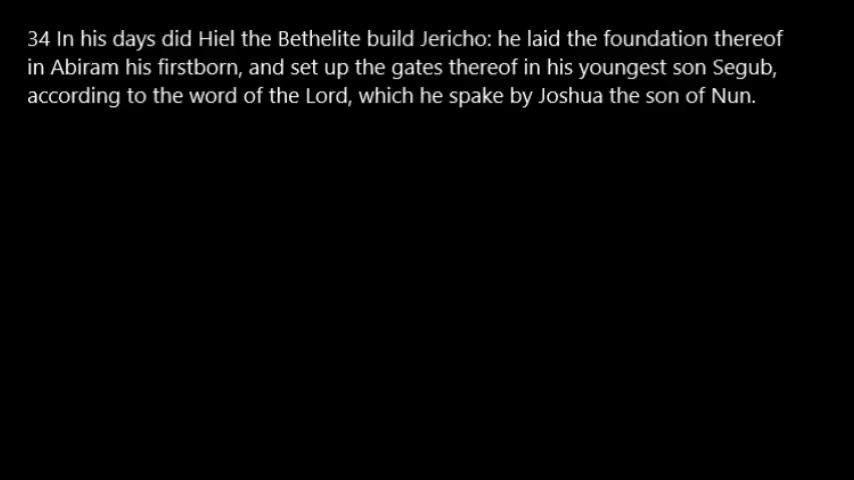 34 In his days did Hiel the Bethelite build Jericho: he laid the foundation thereof
in Abiram his firstborn, and set up the gates thereof in his youngest son Segub,
according to the word of the Lord, which he spake by Joshua the son of Nun.